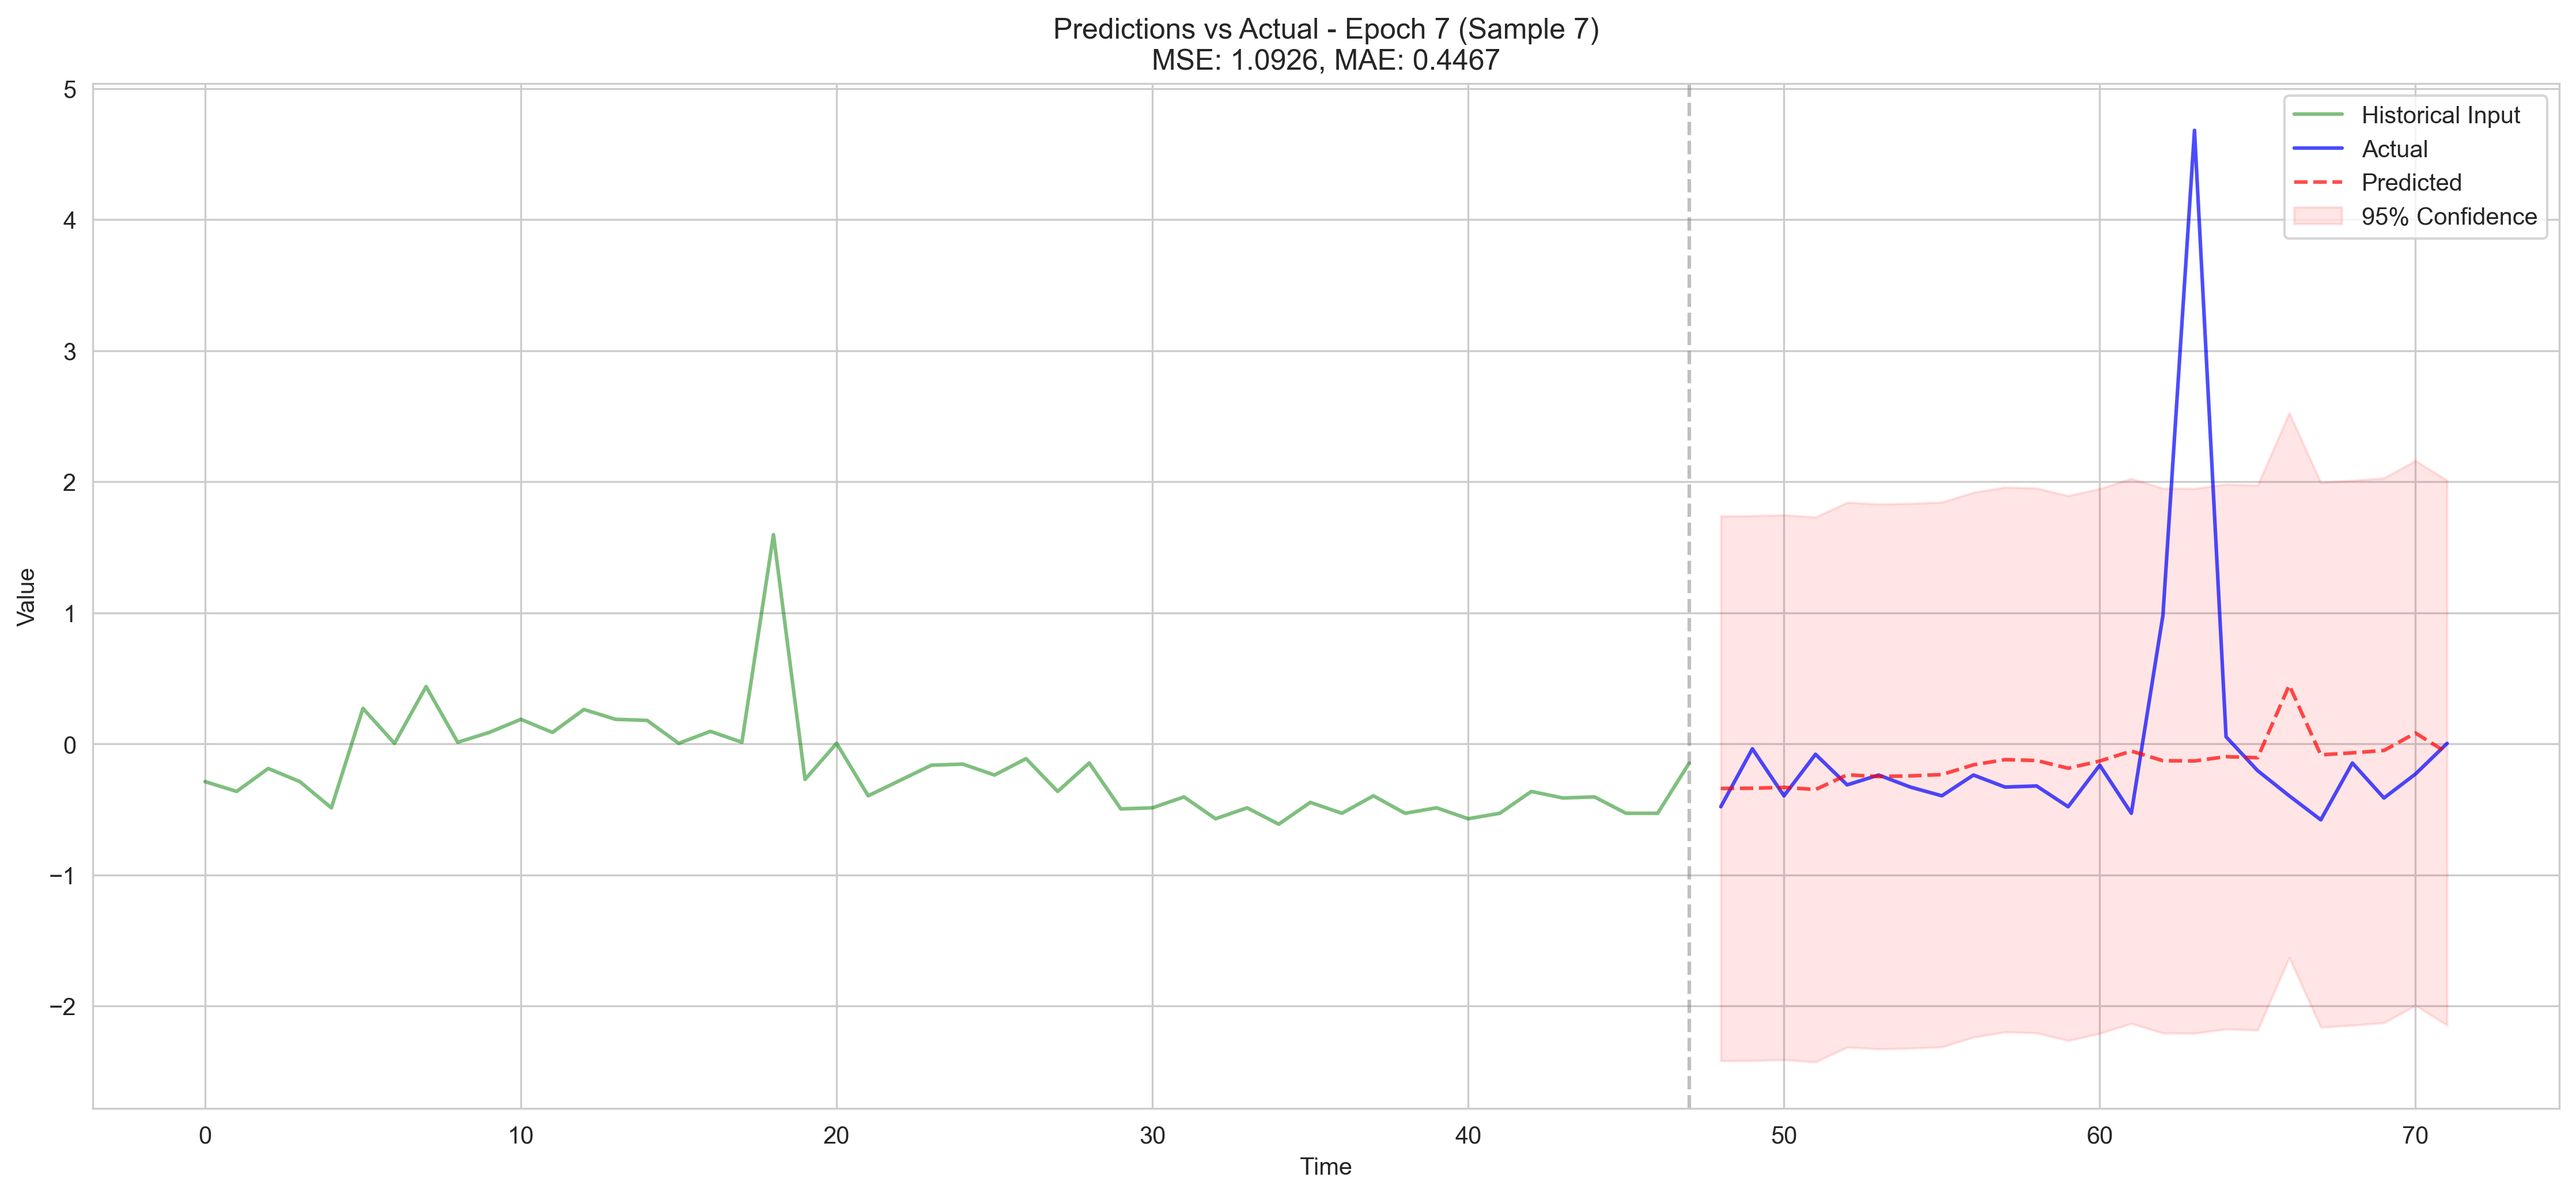 Predictions vs Actual - Epoch 7 (Sample 7)
MSE: 1.0926, MAE: 0.4467
Historical Input
Actual
Predicted
95% Confidence
Value
5
4
3
2
1
0
−1
−2
0
10
20
30
40
50
60
70
Time